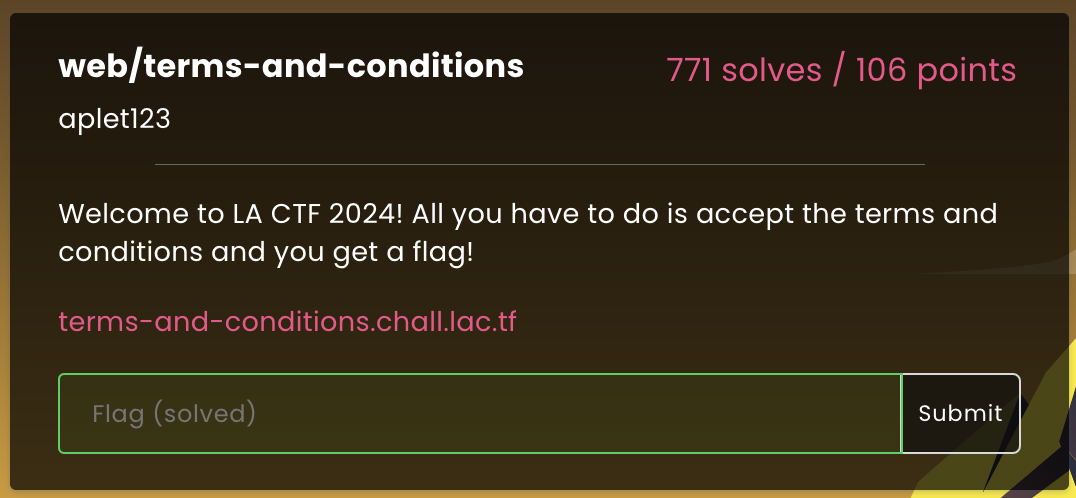 web/terms-and-conditions
771 solves / 106 points
aplet123
Welcome to LA CTF 2024! All you have to do is accept the terms and
conditions and you get a flag!
terms-and-conditions.chall.lac.tf
Flag (solved)
Submit